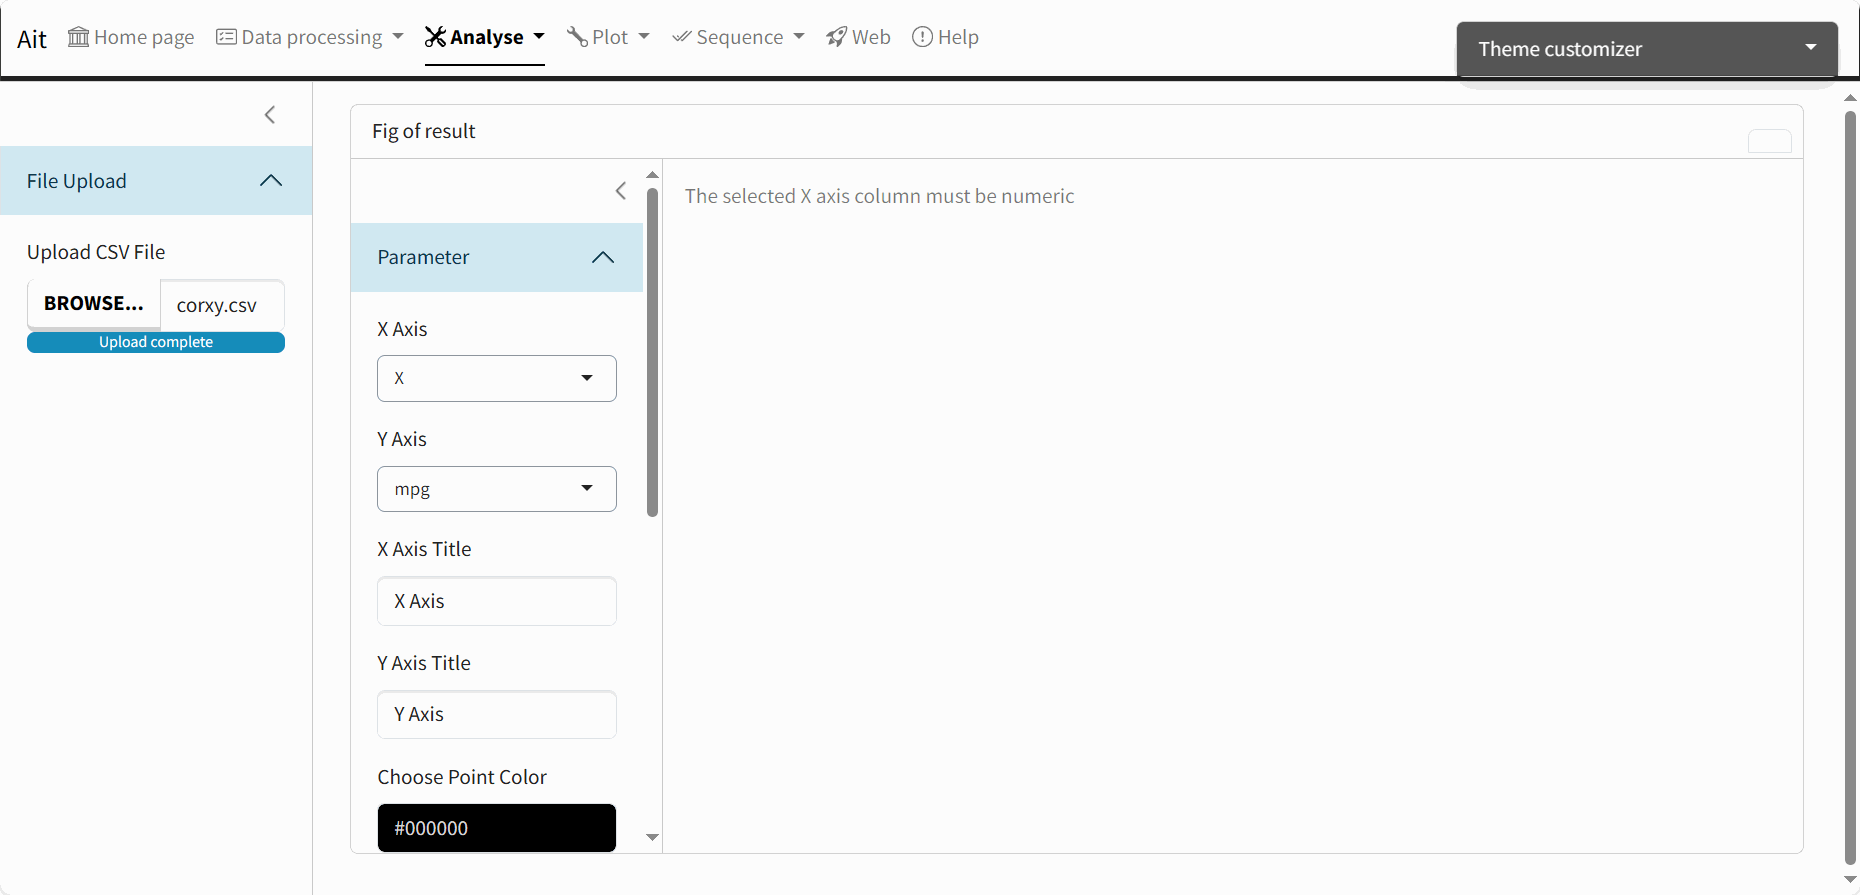 Ait Home page Data processing Analyse Plot Sequence Web Help Theme customizer
File Upload
Upload CSV File
BROWSE... corxy.csv
Upload complete
Fig of result
Parameter
X Axis
X
Y Axis
mpg
X Axis Title
X Axis
Y Axis Title
Y Axis
Choose Point Color
#000000
The selected X axis column must be numeric